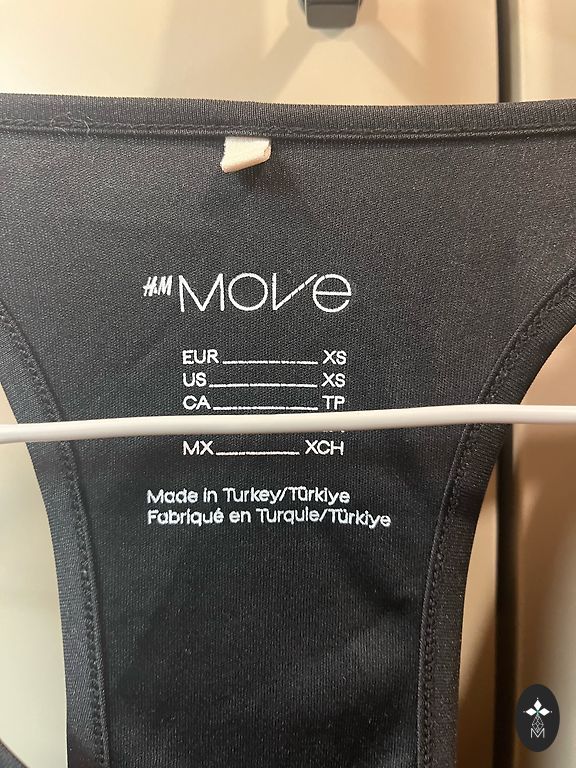 H&M MOVE
EUR XS
US XS
CA TP
MX XCH
Made in Turkey/Türkiye
Fabriqué en Turquie/Türkiye
M